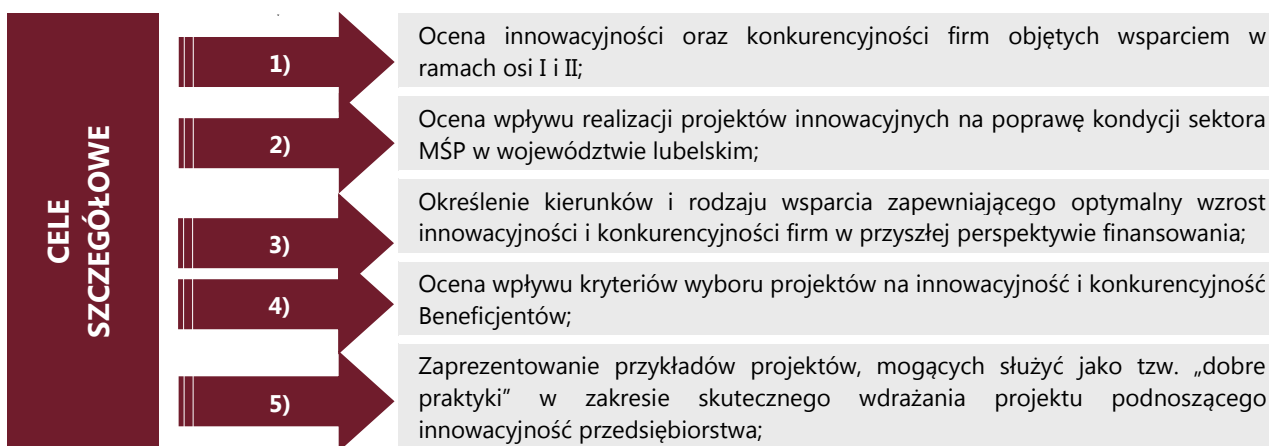 CELE
SZCZEGÓŁOWE
1)
Ocena innowacyjności oraz konkurencyjności firm objętych wsparciem w
ramach osi I i II;
2)
Ocena wpływu realizacji projektów innowacyjnych na poprawę kondycji sektora
MŚP w województwie lubelskim;
3)
Określenie kierunków i rodzaju wsparcia zapewniającego optymalny wzrost
innowacyjności i konkurencyjności firm w przyszłej perspektywie finansowania;
4)
Ocena wpływu kryteriów wyboru projektów na innowacyjność i konkurencyjność
Beneficjentów;
5)
Zaprezentowanie przykładów projektów, mogących służyć jako tzw. „dobre
praktyki” w zakresie skutecznego wdrażania projektu podnoszącego
innowacyjność przedsiębiorstwa;